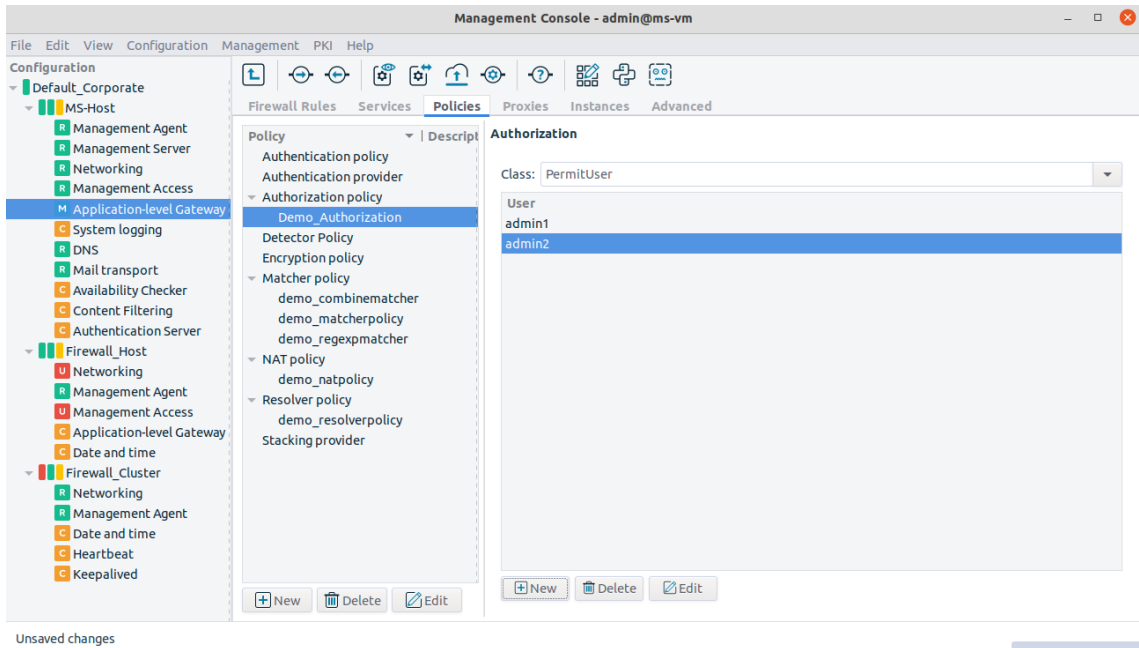 Management Console - admin@ms-vm
File Edit View Configuration Management PKI Help
Configuration
Default_Corporate
MS-Host
R Management Agent
R Management Server
R Networking
R Management Access
M Application-level Gateway
C System logging
R DNS
R Mail transport
C Availability Checker
C Content Filtering
C Authentication Server
Firewall_Host
U Networking
R Management Agent
U Management Access
C Application-level Gateway
C Date and time
Firewall_Cluster
R Networking
R Management Agent
C Date and time
C Heartbeat
C Keepalived
Firewall Rules Services Policies Proxies Instances Advanced
Policy Descript
Authentication policy
Authentication provider
Authorization policy
Demo_Authorization
Detector Policy
Encryption policy
Matcher policy
demo_combinematcher
demo_matcherpolicy
demo_regexpmatcher
NAT policy
demo_natpolicy
Resolver policy
demo_resolverpolicy
Stacking provider
New Delete Edit
Authorization
Class: PermitUser
User
admin1
admin2
New Delete Edit
Unsaved changes